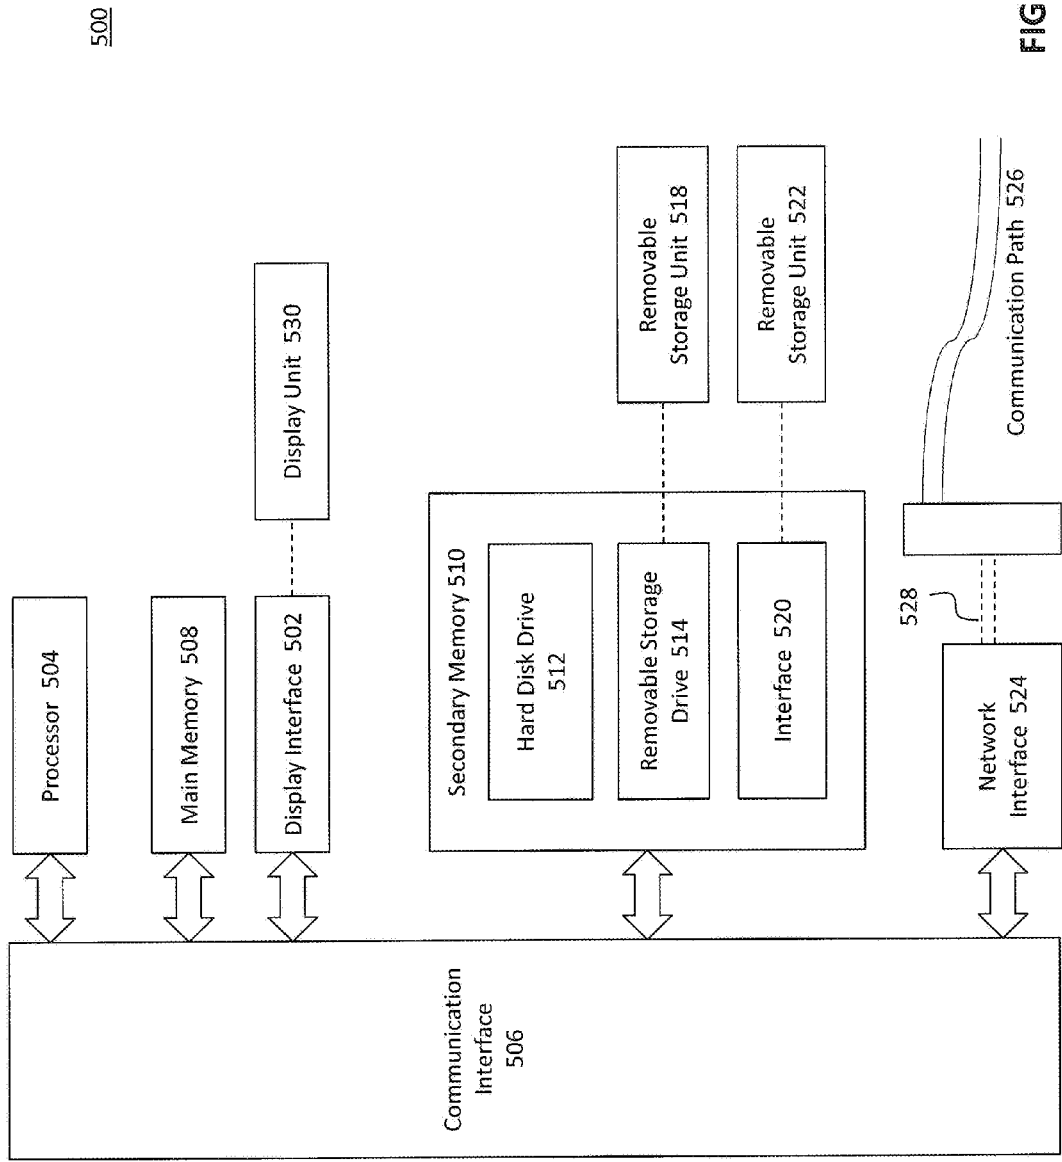 500
Processor 504
Main Memory 508
Display Interface 502
Display Unit 530
Secondary Memory 510
Hard Disk Drive
512
Removable Storage
Drive 514
Interface 520
Removable
Storage Unit 518
Removable
Storage Unit 522
Network
Interface 524
528
Communication Path 526
Communication
Interface
506
FIG